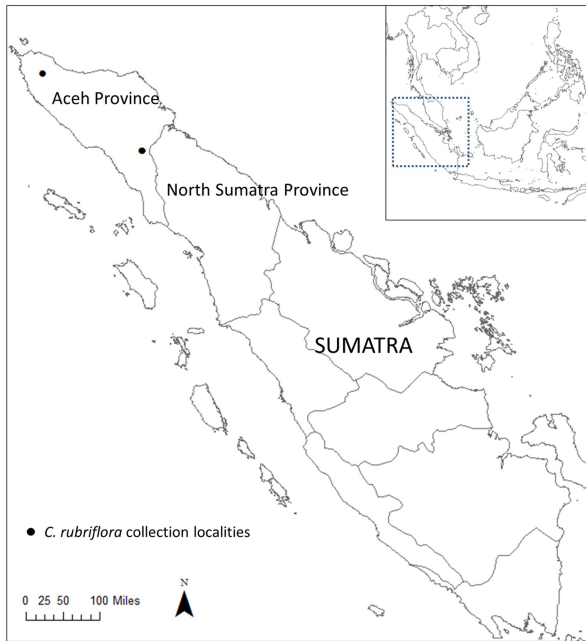 Aceh Province
North Sumatra Province
SUMATRA
C. rubriflora collection localities
N
0 25 50 100 Miles